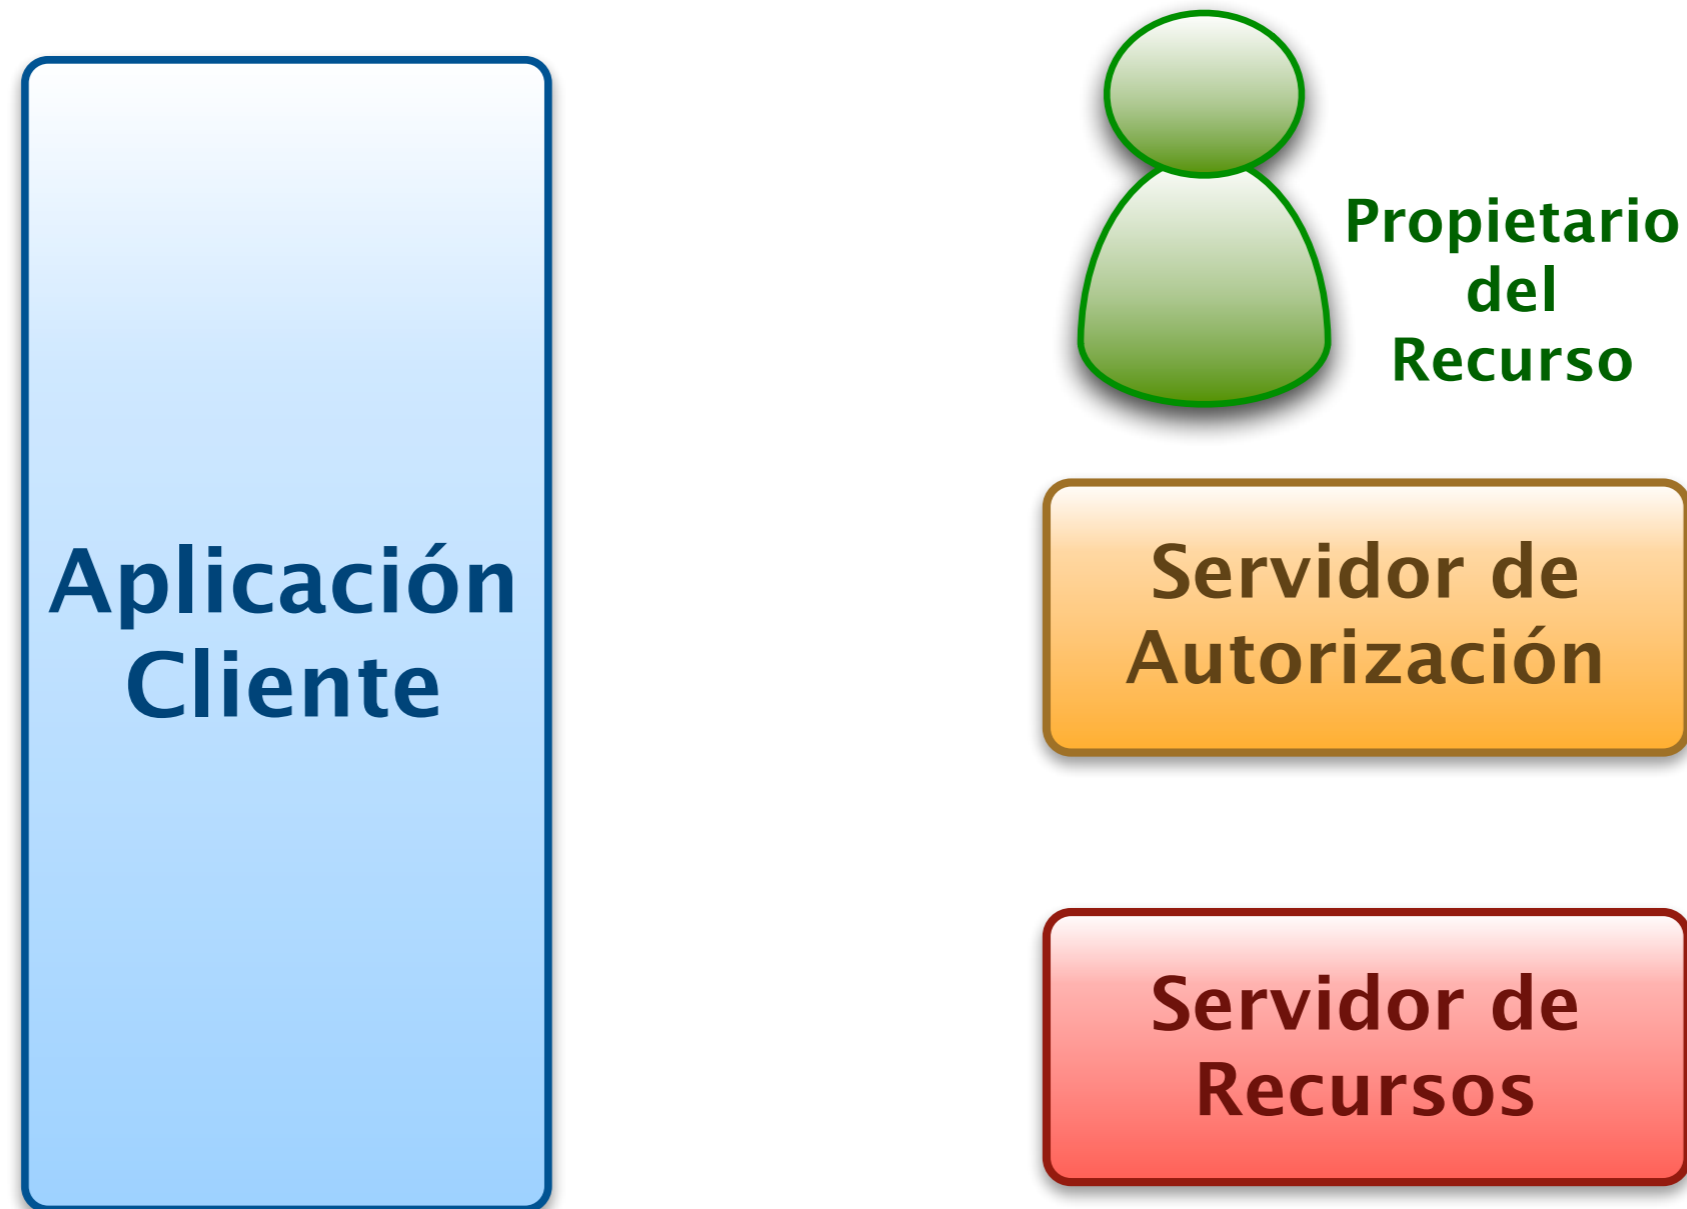 Aplicación
Cliente
Propietario
del
Recurso
Servidor de
Autorización
Servidor de
Recursos